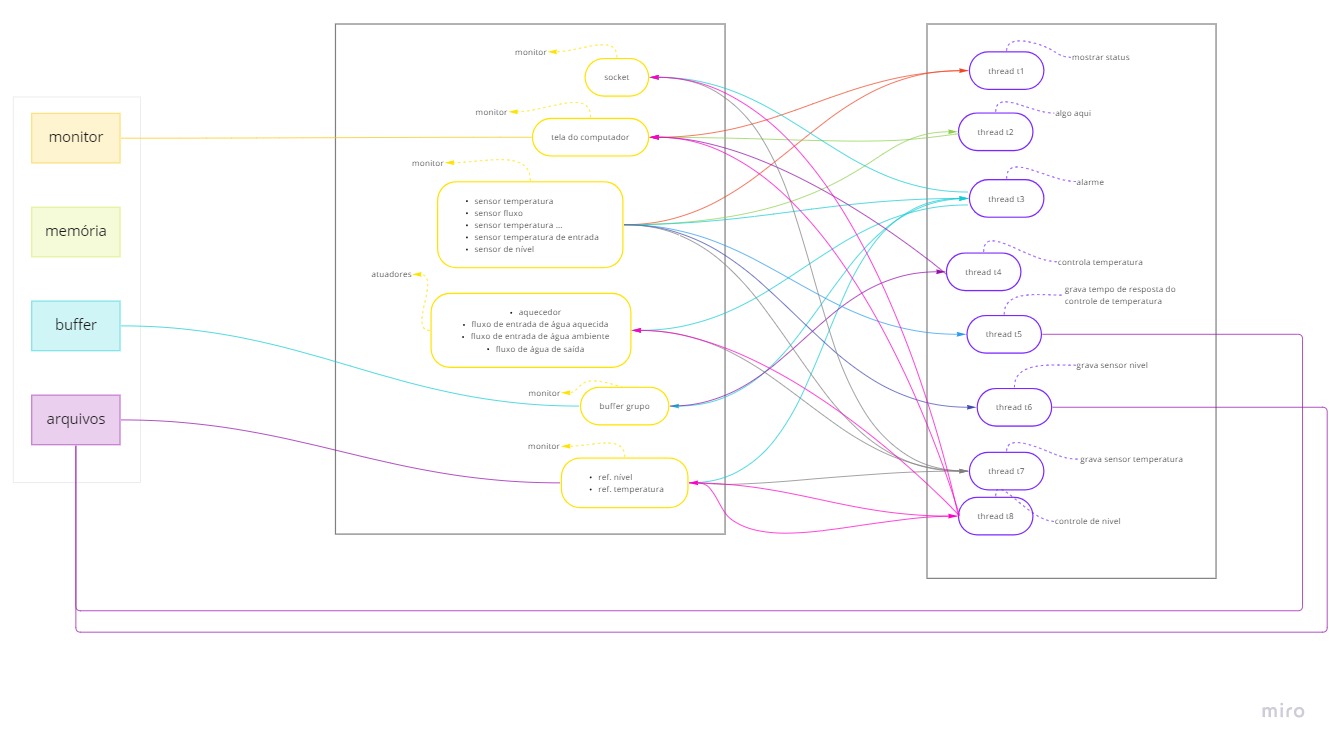 monitor
memória
buffer
arquivos
monitor
socket
monitor
tela do computador
monitor
• sensor temperatura
• sensor fluxo
• sensor temperatura ...
• sensor temperatura de entrada
• sensor de nível
atuadores
• aquecedor
• fluxo de entrada de água aquecida
• fluxo de entrada de água ambiente
• fluxo de água de saída
monitor
buffer grupo
monitor
• ref. nível
• ref. temperatura
thread t1
mostrar status
thread t2
algo aqui
thread t3
alarme
thread t4
controla temperatura
thread t5
grava tempo de resposta do
controle de temperatura
thread t6
grava sensor nivel
thread t7
grava sensor temperatura
thread t8
controle de nivel
miro